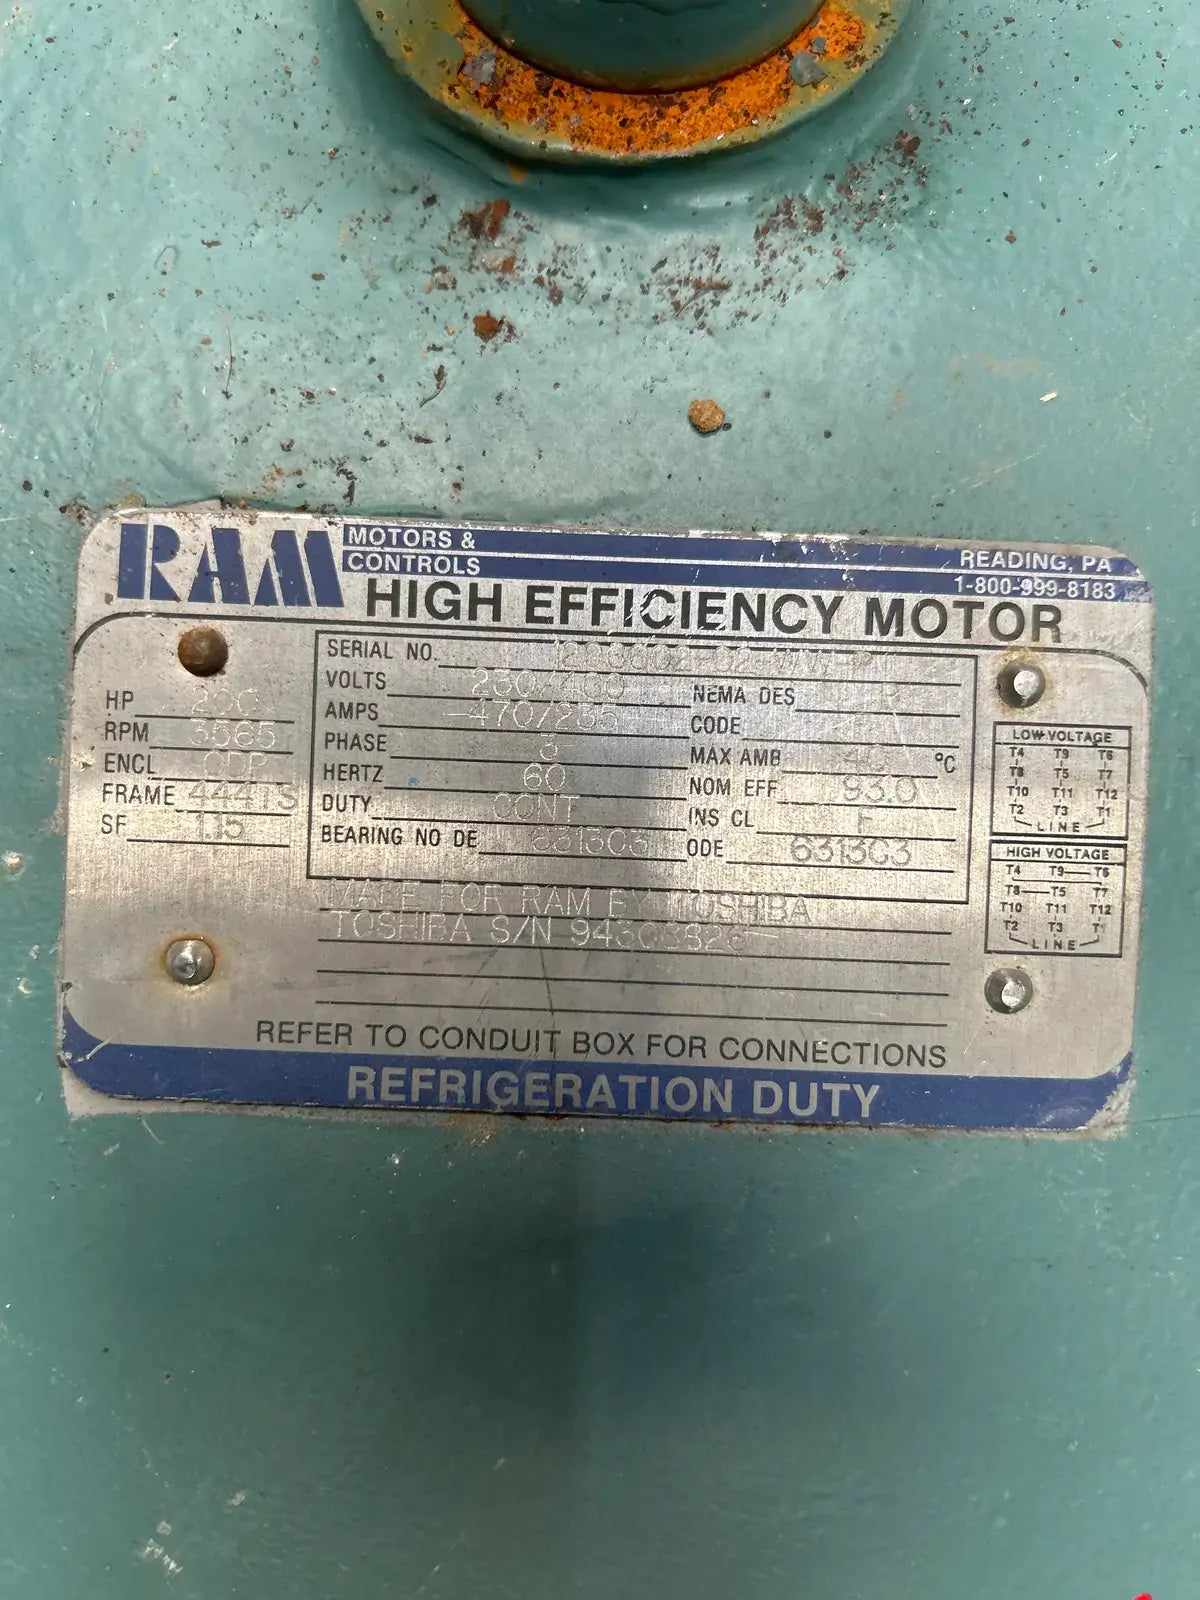 RAM MOTORS & CONTROLS READING, PA
1-800-999-8183
HIGH EFFICIENCY MOTOR
SERIAL NO.
HP 200
RPM 3565
ENCL ODP
FRAME 444TS
SF 1.15
VOLTS 230/460
AMPS 470/235
PHASE 3
HERTZ 60
DUTY CONT
BEARING NO DE 6313C3
NEMA DES
CODE
MAX AMB 40 °C
NOM EFF 93.0
INS CL F
ODE 6313C3
MADE FOR RAM BY TOSHIBA
TOSHIBA S/N
LOW VOLTAGE
T4 T9 T6
T8 T5 T7
T10 T11 T12
T2 T3 T1
LINE
HIGH VOLTAGE
T4 T9 T6
T8 T5 T7
T10 T11 T12
T2 T3 T1
LINE
REFER TO CONDUIT BOX FOR CONNECTIONS
REFRIGERATION DUTY